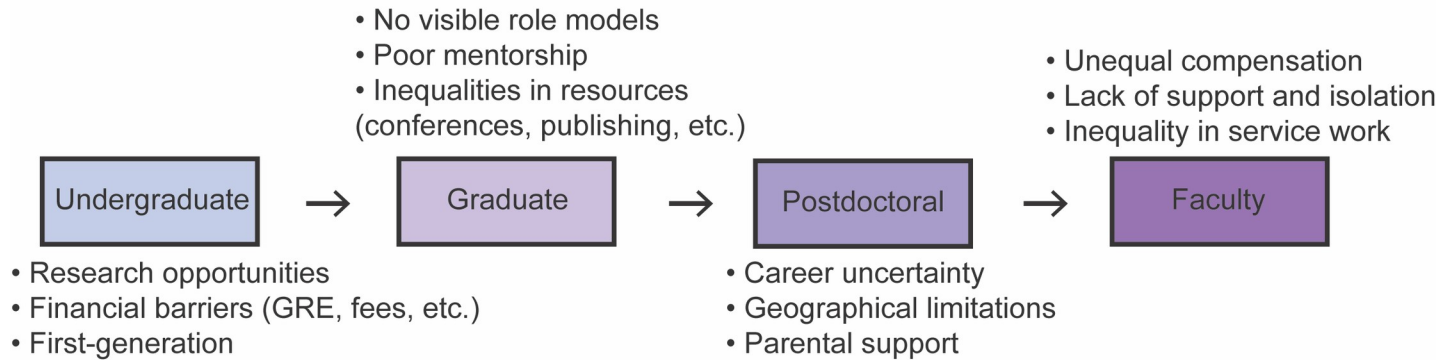 • No visible role models
• Poor mentorship
• Inequalities in resources
(conferences, publishing, etc.)
• Unequal compensation
• Lack of support and isolation
• Inequality in service work
Undergraduate → Graduate → Postdoctoral → Faculty
• Research opportunities
• Financial barriers (GRE, fees, etc.)
• First-generation
• Career uncertainty
• Geographical limitations
• Parental support